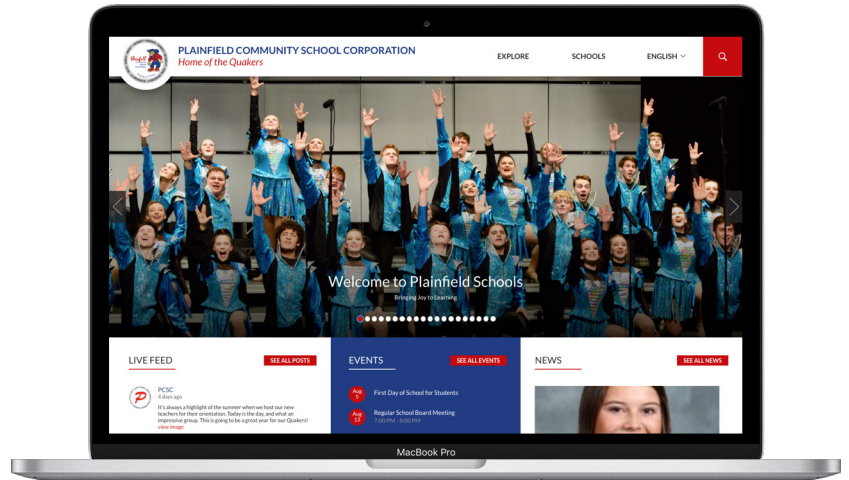 PLAINFIELD COMMUNITY SCHOOL CORPORATION
Home of the Quakers
EXPLORE
SCHOOLS
ENGLISH
Welcome to Plainfield Schools
Bringing Joy to Learning
LIVE FEED
SEE ALL POSTS
PCSC
4 days ago
It's always a highlight of the summer when we host our new
teachers for their orientation. Today is the day, and what an
impressive group. This is going to be a great year for our Quakers!
view image
EVENTS
SEE ALL EVENTS
Aug
5
First Day of School for Students
Aug
13
Regular School Board Meeting
7:00 PM - 8:00 PM
NEWS
SEE ALL NEWS
MacBook Pro